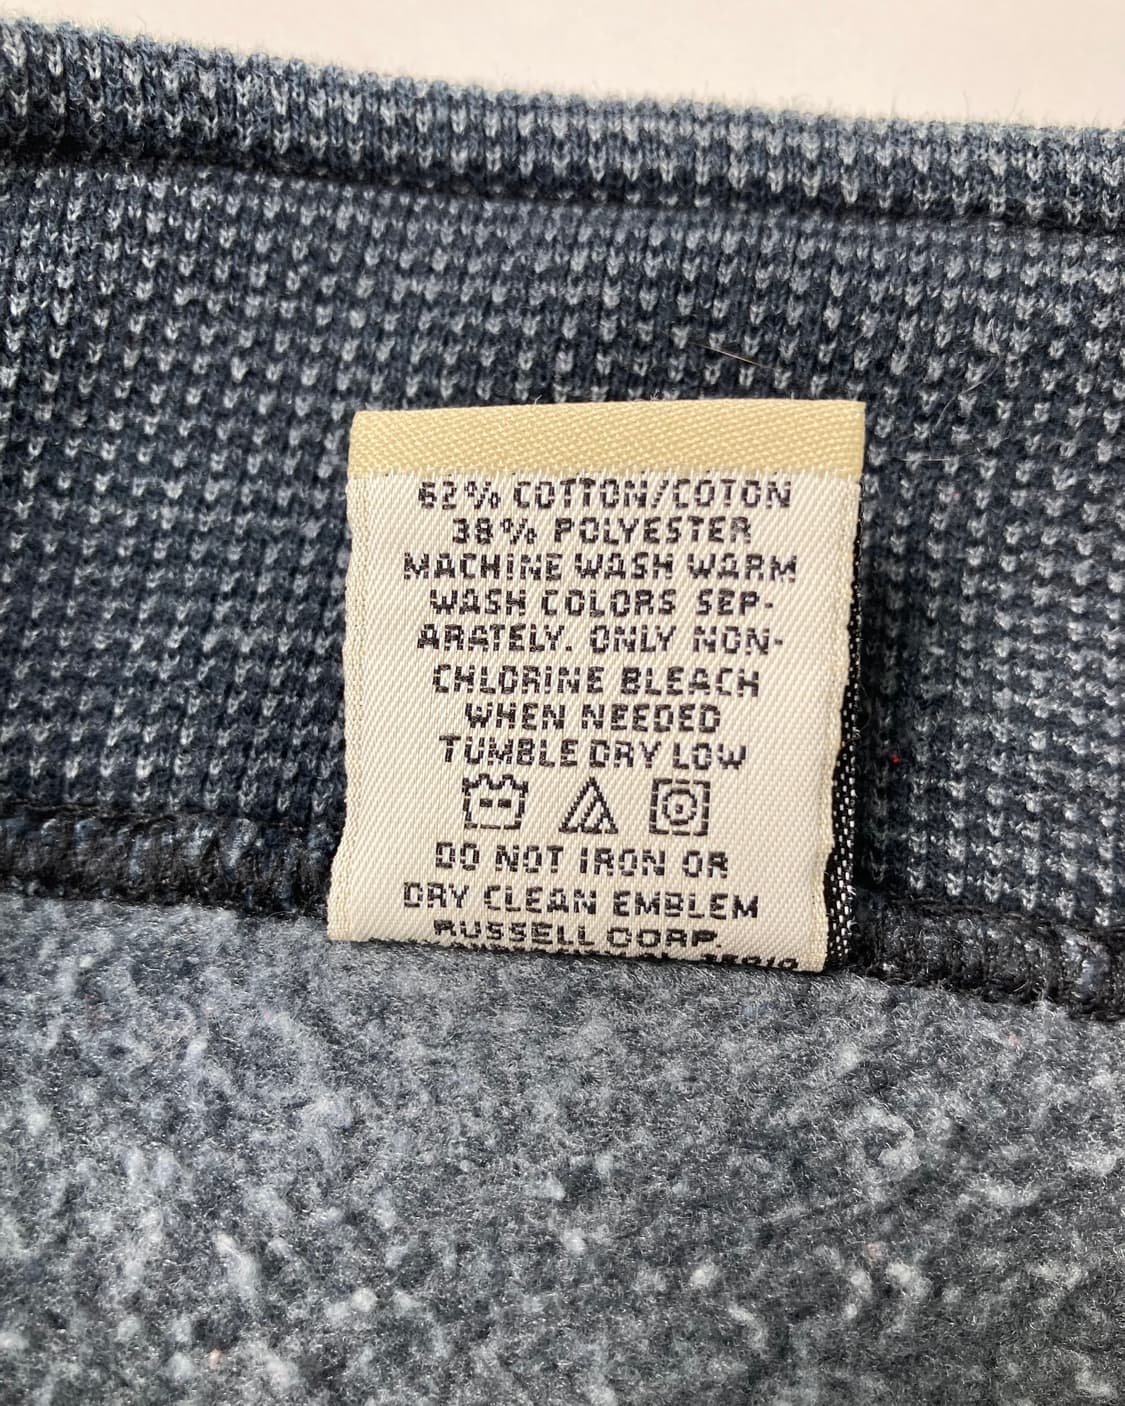 62% COTTON/COTON
38% POLYESTER
MACHINE WASH WARM
WASH COLORS SEP-
ARATELY. ONLY NON-
CHLORINE BLEACH
WHEN NEEDED
TUMBLE DRY LOW
DO NOT IRON OR
DRY CLEAN EMBLEM
RUSSELL CORP.